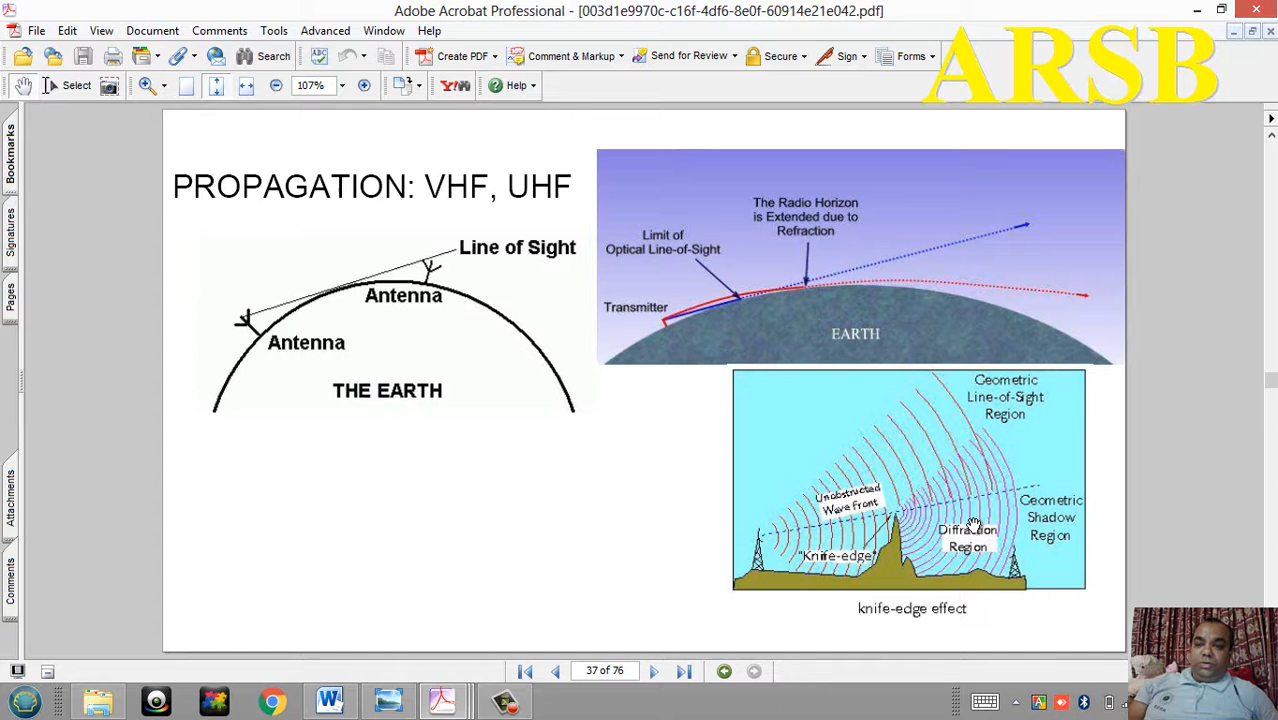 Adobe Acrobat Professional - [003d1e9970c-c16f-4df6-8e0f-60914e21e042.pdf]
File Edit View Document Comments Tools Advanced Window Help
Search Create PDF Comment & Markup Send for Review Secure Sign Forms
Select 107% Y! Help
ARSB
Bookmarks
Signatures
Pages
Attachments
Comments
PROPAGATION: VHF, UHF
Line of Sight
Antenna
Antenna
THE EARTH
The Radio Horizon
is Extended due to
Refraction
Limit of
Optical Line-of-Sight
Transmitter
EARTH
Geometric
Line-of-Sight
Region
Unobstructed
Wave front
Geometric
Shadow
Region
Diffraction
Region
"Knife-edge"
knife-edge effect
37 of 76